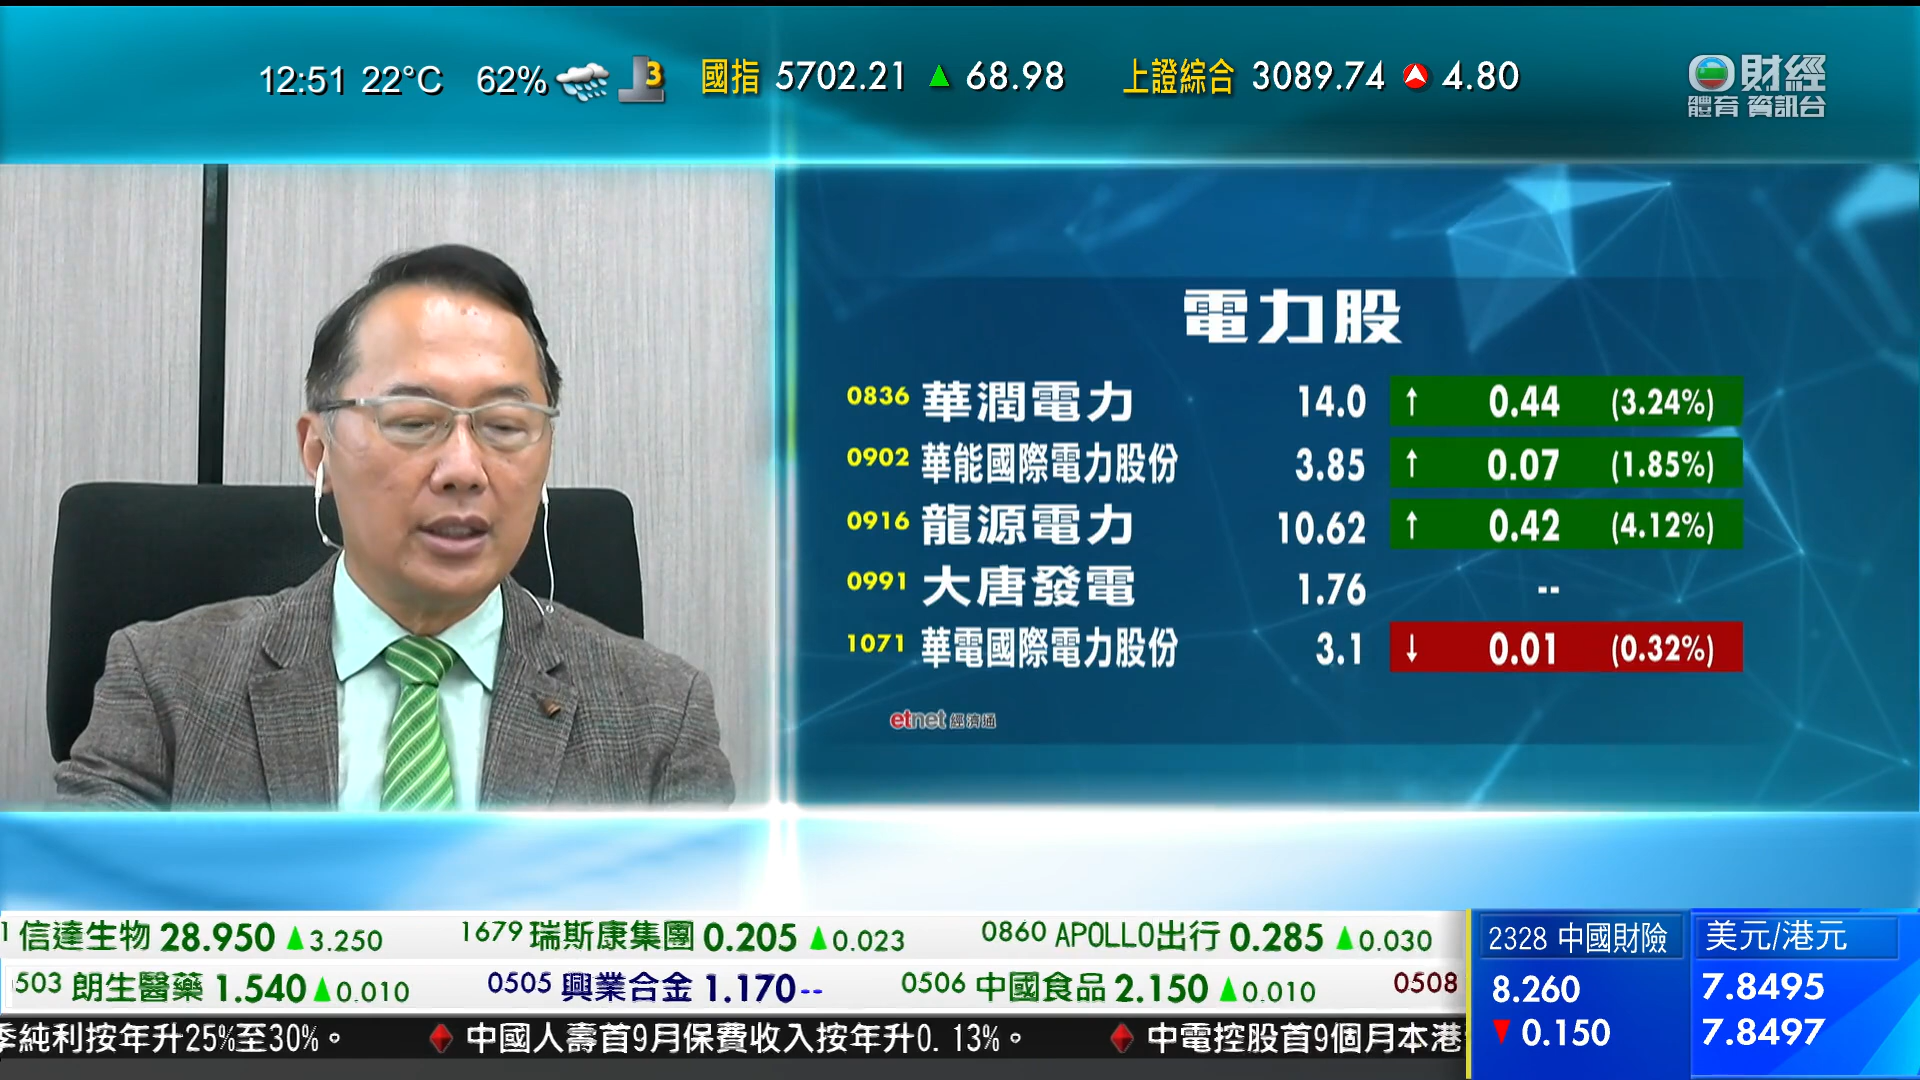 12:51 22°C 62% 3 國指 5702.21 ▲ 68.98 上證綜合 3089.74 ▲ 4.80
財經
體育 資訊台
電力股
0836 華潤電力 14.0 ↑ 0.44 (3.24%)
0902 華能國際電力股份 3.85 ↑ 0.07 (1.85%)
0916 龍源電力 10.62 ↑ 0.42 (4.12%)
0991 大唐發電 1.76 --
1071 華電國際電力股份 3.1 ↓ 0.01 (0.32%)
etnet 經濟通
1 信達生物 28.950 ▲ 3.250 1679 瑞斯康集團 0.205 ▲ 0.023 0860 APOLLO出行 0.285 ▲ 0.030
503 朗生醫藥 1.540 ▲ 0.010 0505 興業合金 1.170 -- 0506 中國食品 2.150 ▲ 0.010 0508
季純利按年升25%至30%。 ◆ 中國人壽首9月保費收入按年升0.13%。 ◆ 中電控股首9個月本港
2328 中國財險
8.260
▼ 0.150
美元/港元
7.8495
7.8497